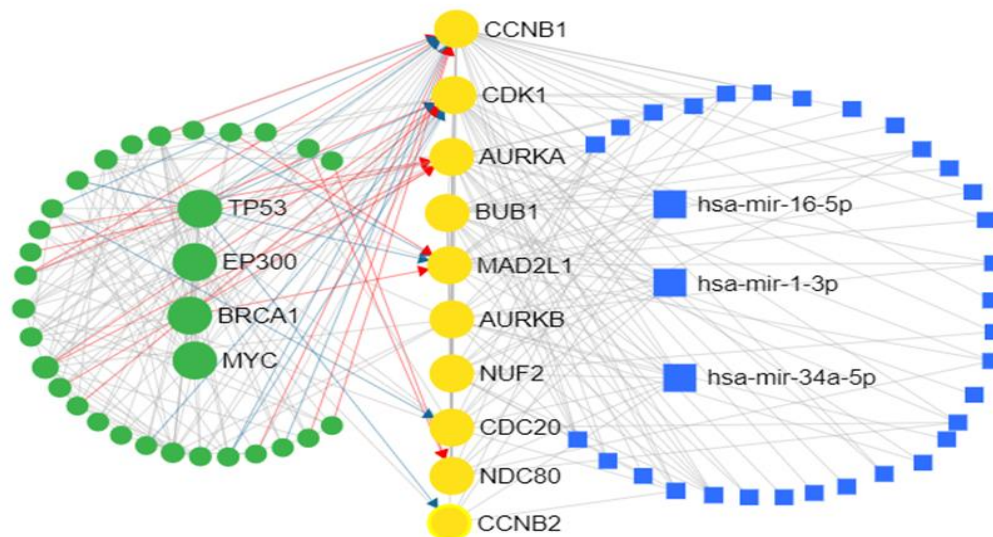 CCNB1
CDK1
AURKA
BUB1
MAD2L1
AURKB
NUF2
CDC20
NDC80
CCNB2
TP53
EP300
BRCA1
MYC
hsa-mir-16-5p
hsa-mir-1-3p
hsa-mir-34a-5p